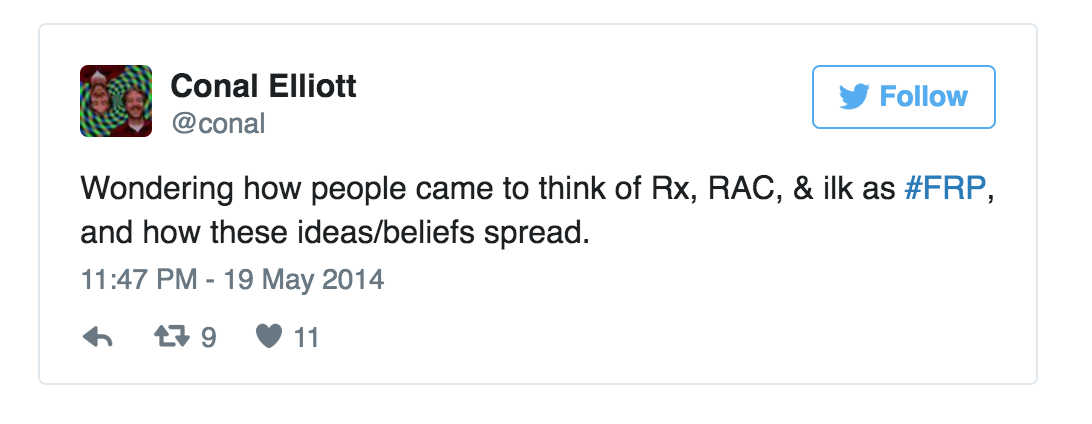 Conal Elliott
Follow
@conal
Wondering how people came to think of Rx, RAC, & ilk as #FRP,
and how these ideas/beliefs spread.
11:47 PM - 19 May 2014
9 11